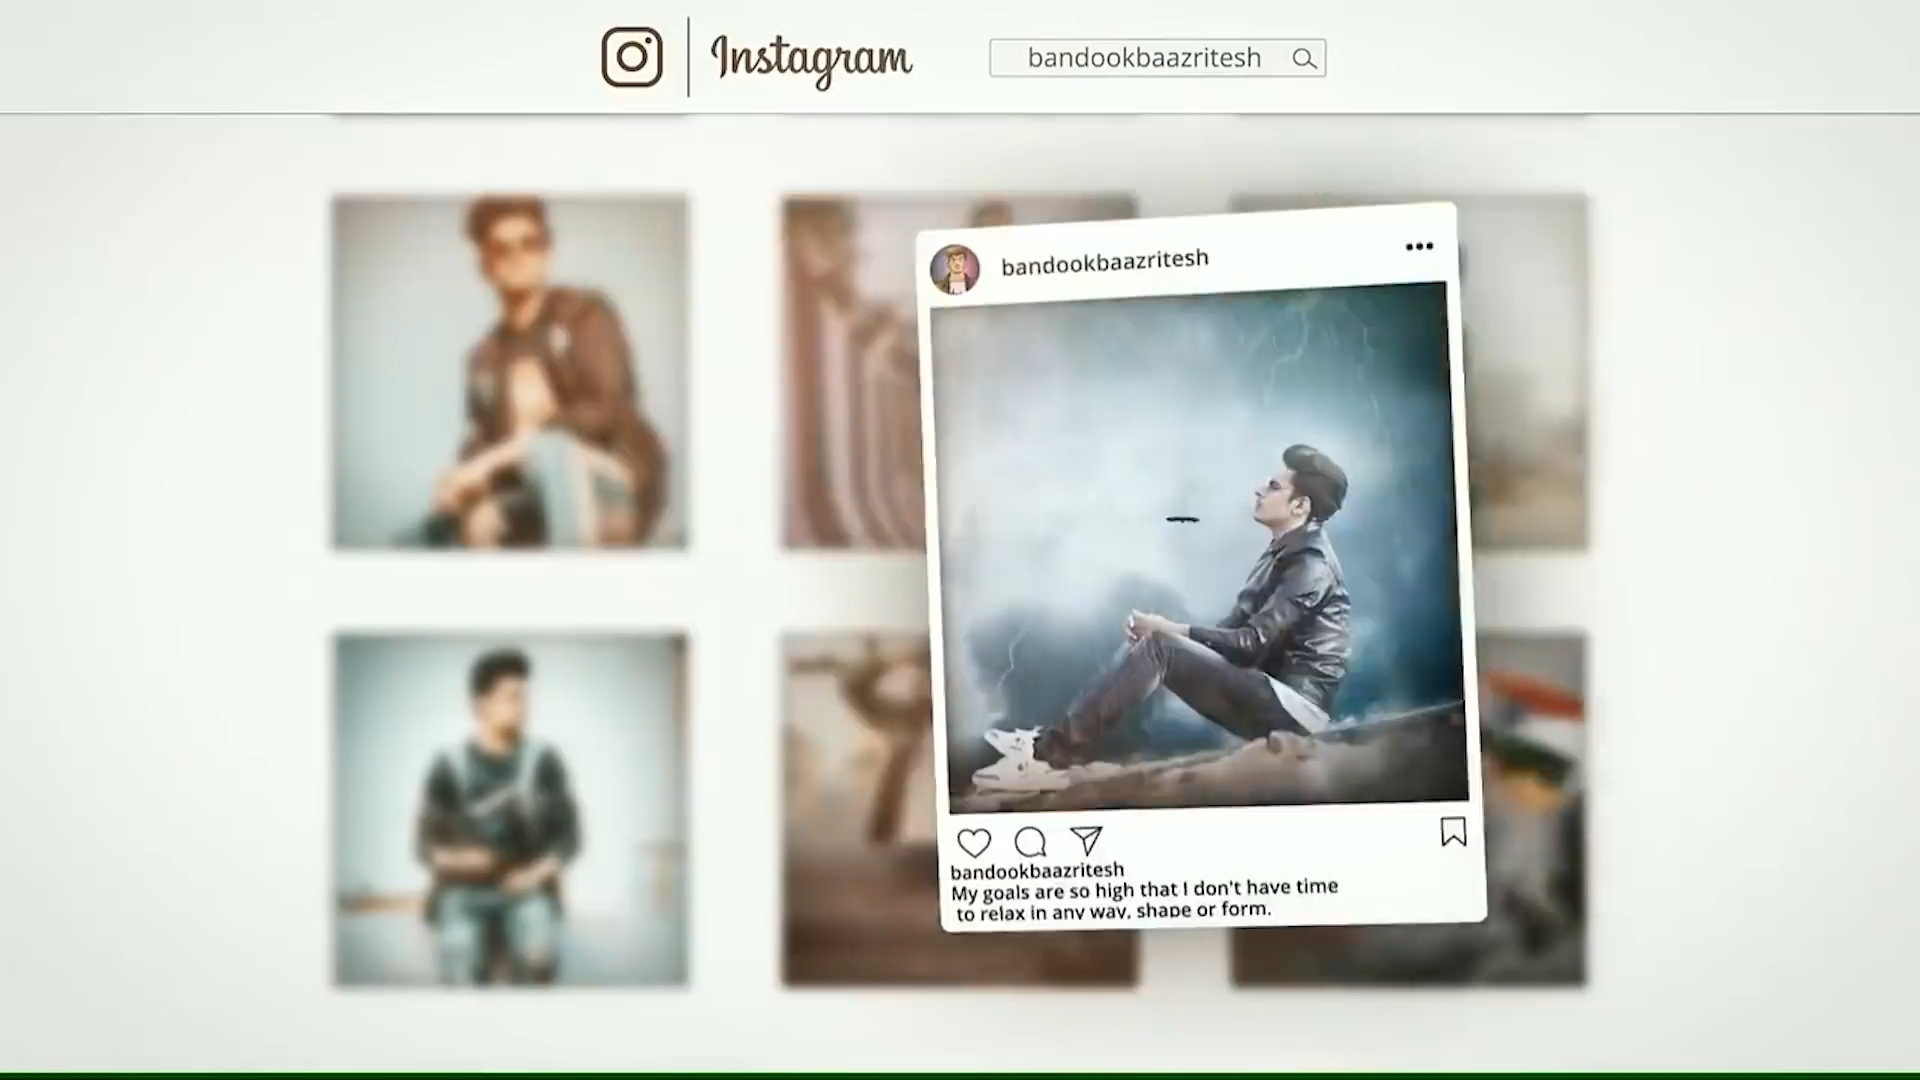 Instagram
bandookbaazritesh
bandookbaazritesh
bandookbaazritesh
My goals are so high that I don't have time
to relax in any way, shape or form.